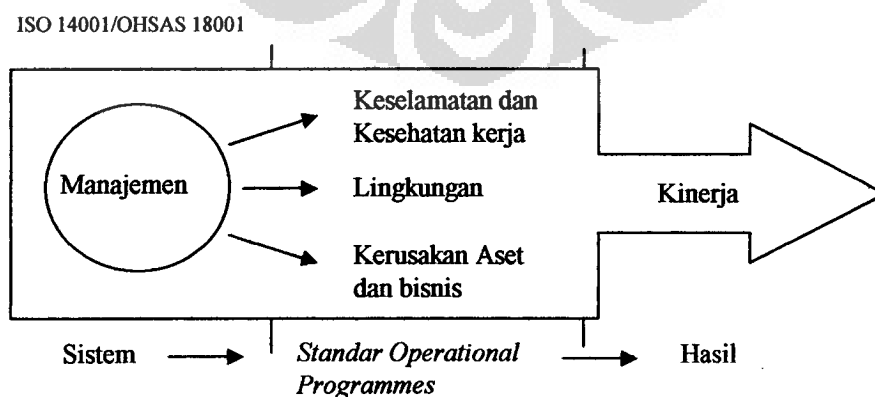 ISO 14001/OHSAS 18001
Keselamatan dan
Kesehatan kerja
Manajemen
Lingkungan
Kinerja
Kerusakan Aset
dan bisnis
Sistem
Standar Operational
Programmes
Hasil